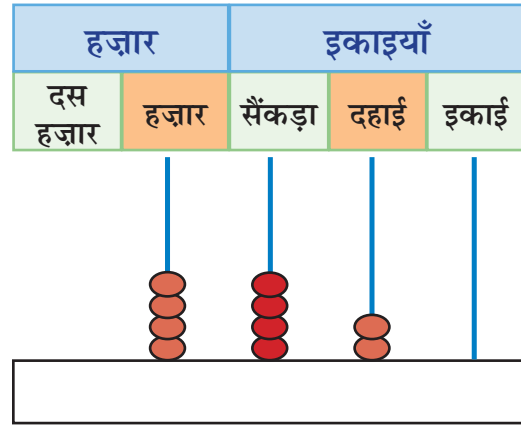 हज़ार इकाइयाँ
दस हज़ार सैंकड़ा दहाई इकाई
हज़ार